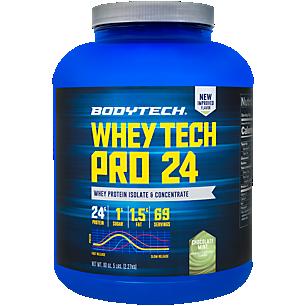 NEW
IMPROVED
FLAVOR
BODYTECH.
WHEY TECH
PRO 24
WHEY PROTEIN ISOLATE & CONCENTRATE
24g PROTEIN
1g SUGAR
1.5g FAT
69 SERVINGS
FAST RELEASE
SLOW RELEASE
CHOCOLATE
MINT
NET WT. 80 OZ. 5 LBS. (2.27KG)